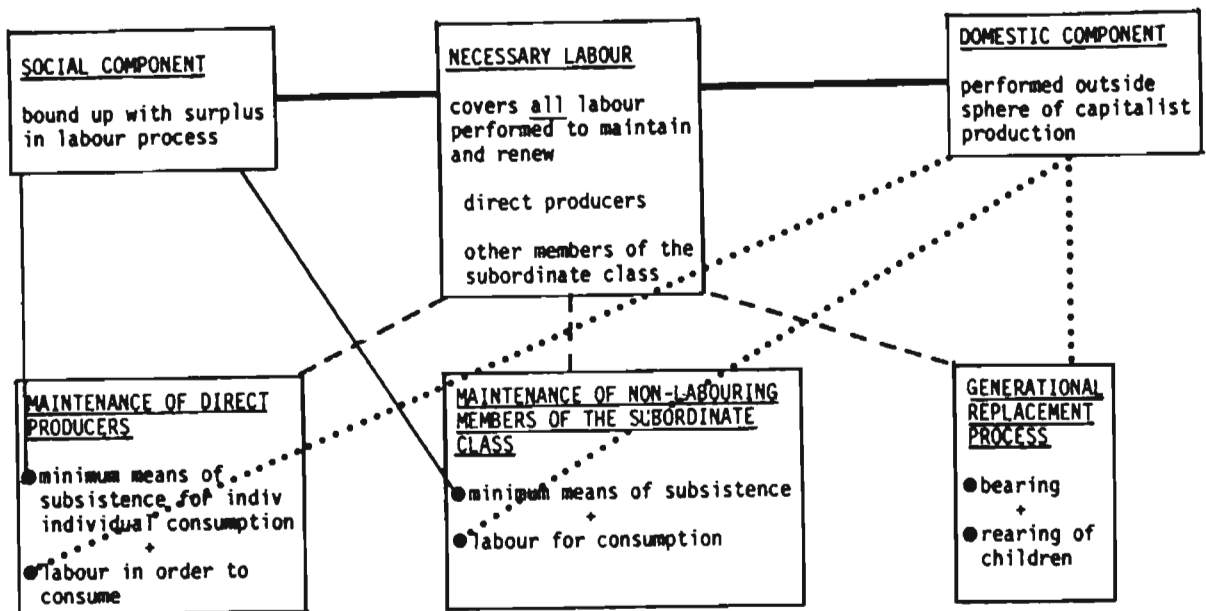 SOCIAL COMPONENT
bound up with surplus
in labour process
NECESSARY LABOUR
covers all labour
performed to maintain
and renew
direct producers
other members of the
subordinate class
DOMESTIC COMPONENT
performed outside
sphere of capitalist
production
MAINTENANCE OF DIRECT
PRODUCERS
●minimum means of
subsistence for indiv
individual consumption
+
●labour in order to
consume
MAINTENANCE OF NON-LABOURING
MEMBERS OF THE SUBORDINATE
CLASS
●minimum means of subsistence
+
●labour for consumption
GENERATIONAL
REPLACEMENT
PROCESS
●bearing
+
●rearing of
children